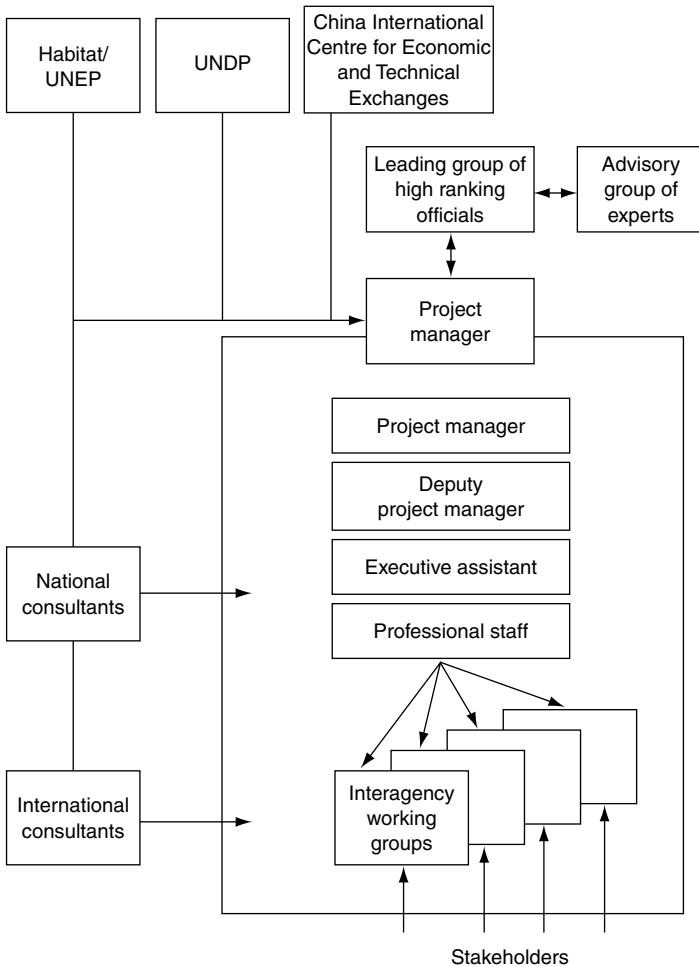 Habitat/
UNEP
UNDP
China International
Centre for Economic
and Technical
Exchanges
Leading group of
high ranking
officials
Advisory
group of
experts
Project
manager
Project manager
Deputy
project manager
Executive assistant
National
consultants
Professional staff
International
consultants
Interagency
working
groups
Stakeholders